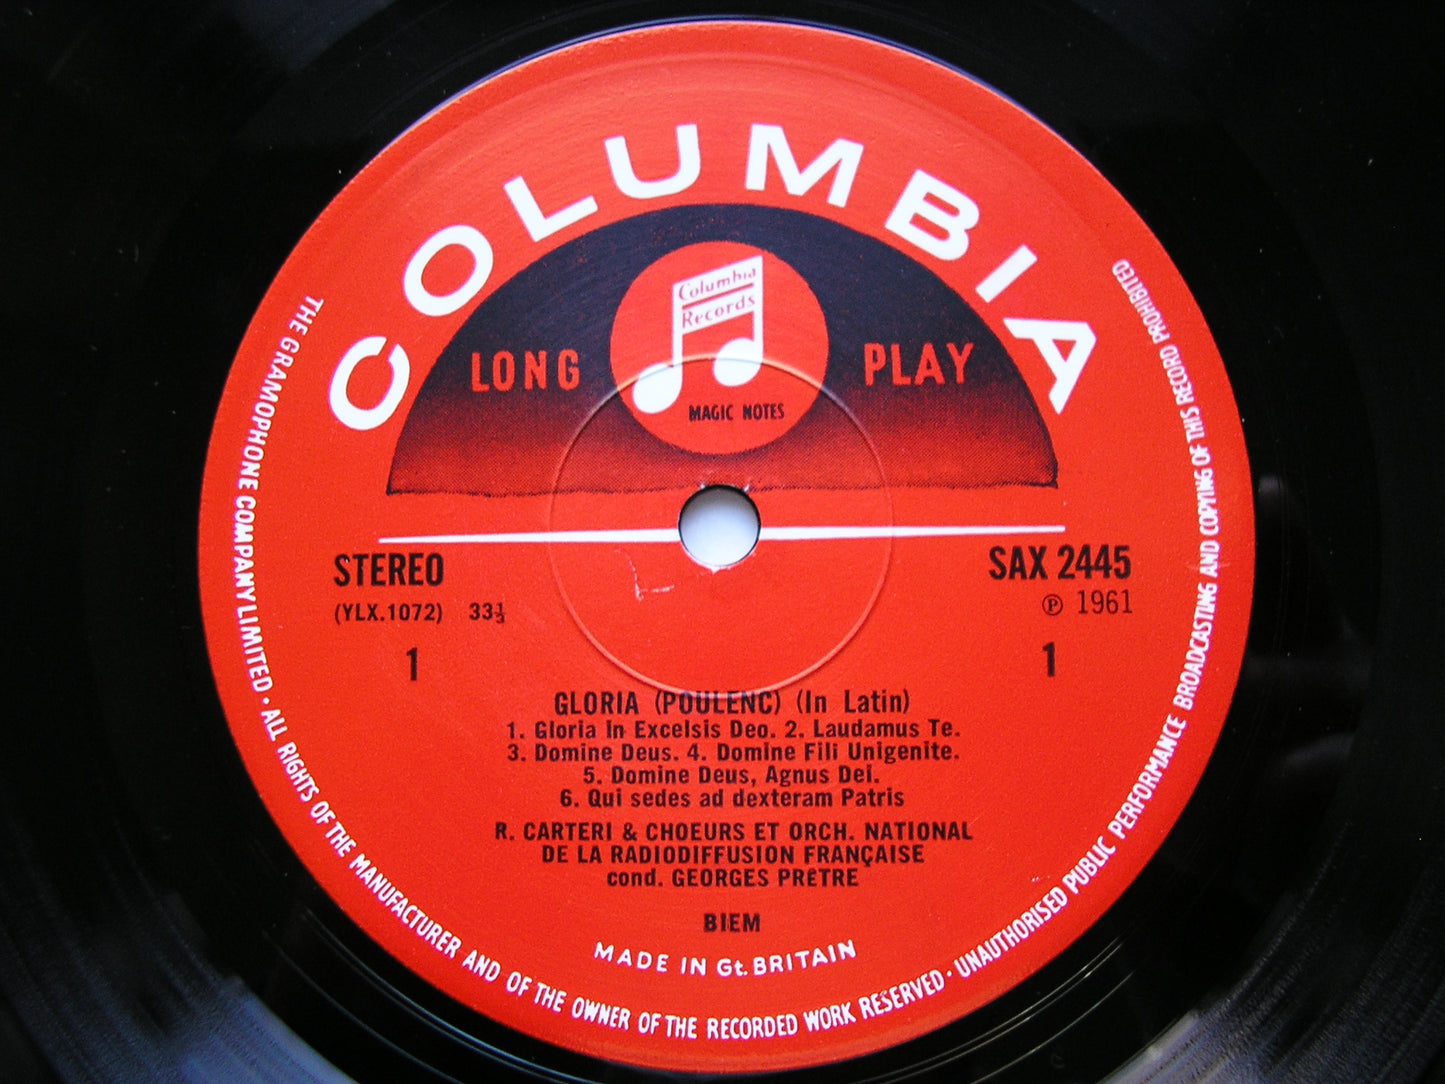 COLUMBIA
Columbia
Records
LONG PLAY
MAGIC NOTES
STEREO
SAX 2445
(YLX.1072) 33⅓
℗ 1961
1
1
GLORIA (POULENC) (In Latin)
1. Gloria In Excelsis Deo. 2. Laudamus Te.
3. Domine Deus. 4. Domine Fili Unigenite.
5. Domine Deus, Agnus Dei.
6. Qui sedes ad dexteram Patris
R. CARTERI & CHOEURS ET ORCH. NATIONAL
DE LA RADIODIFFUSION FRANÇAISE
cond. GEORGES PRÊTRE
BIEM
MADE IN Gt. BRITAIN
THE GRAMOPHONE COMPANY LIMITED • ALL RIGHTS OF THE MANUFACTURER AND OF THE OWNER OF THE RECORDED WORK RESERVED • UNAUTHORISED PUBLIC PERFORMANCE BROADCASTING AND COPYING OF THIS RECORD PROHIBITED